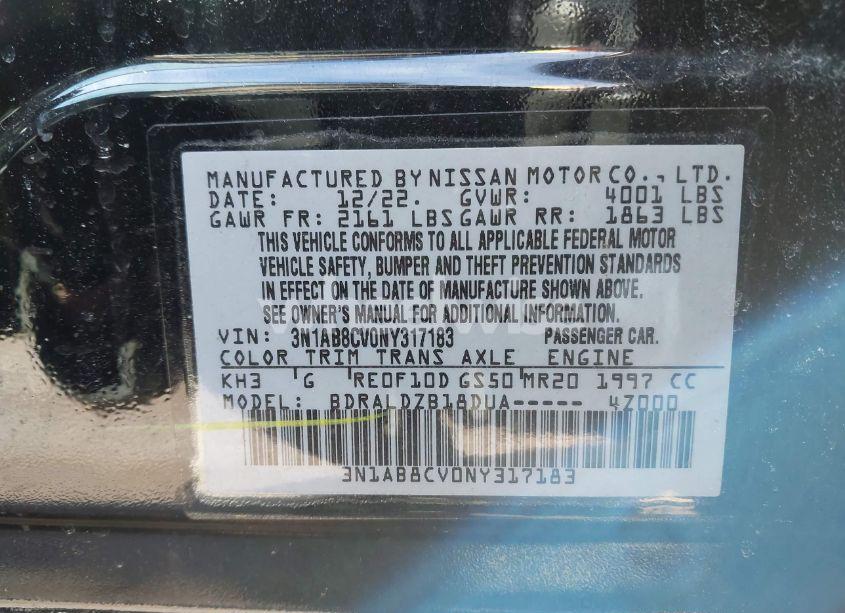 MANUFACTURED BY NISSAN MOTOR CO., LTD.
DATE: 12/22. GVWR: 4001 LBS
GAWR FR: 2161 LBS GAWR RR: 1863 LBS
THIS VEHICLE CONFORMS TO ALL APPLICABLE FEDERAL MOTOR
VEHICLE SAFETY, BUMPER AND THEFT PREVENTION STANDARDS
IN EFFECT ON THE DATE OF MANUFACTURE SHOWN ABOVE.
SEE OWNER'S MANUAL FOR ADDITIONAL INFORMATION.
VIN: 3N1AB8CV0NY317183 PASSENGER CAR.
COLOR TRIM TRANS AXLE ENGINE
KH3 G RE0F10D GS50 MR20 1997 CC
MODEL: BDRALDZB18DUA----- 4Z000
3N1AB8CV0NY317183